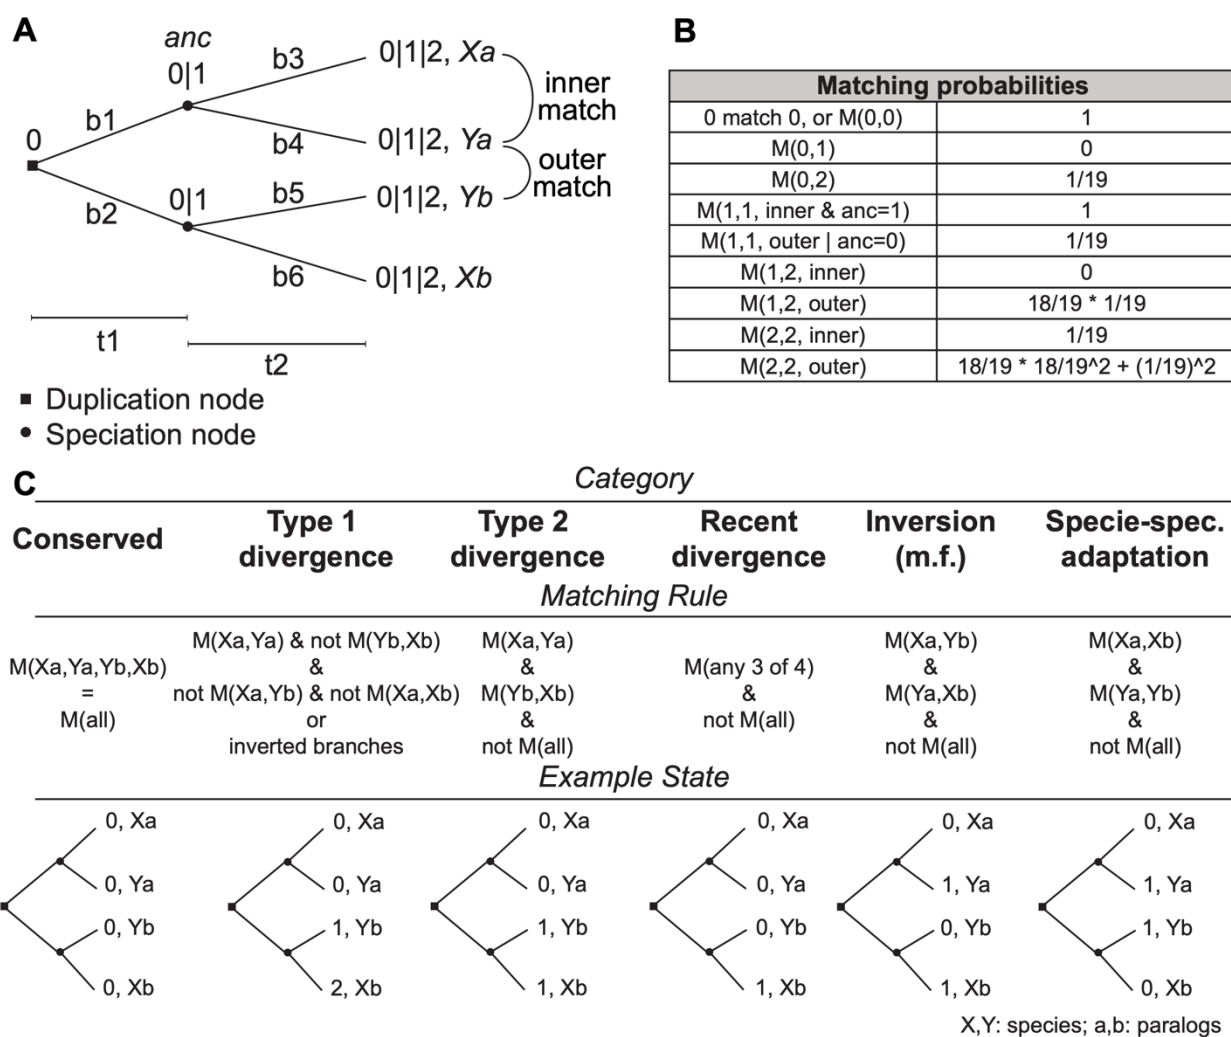 A
anc
0|1
b3
0|1|2, Xa
inner
match
0
b1
b4
0|1|2, Ya
outer
match
b2
0|1
b5
0|1|2, Yb
b6
0|1|2, Xb
t1
t2
Duplication node
Speciation node
B
Matching probabilities
0 match 0, or M(0,0) 1
M(0,1) 0
M(0,2) 1/19
M(1,1, inner & anc=1) 1
M(1,1, outer | anc=0) 1/19
M(1,2, inner) 0
M(1,2, outer) 18/19 * 1/19
M(2,2, inner) 1/19
M(2,2, outer) 18/19 * 18/19^2 + (1/19)^2
C
Category
Conserved
Type 1
divergence
Type 2
divergence
Recent
divergence
Inversion
(m.f.)
Specie-spec.
adaptation
Matching Rule
M(Xa,Ya,Yb,Xb)
=
M(all)
M(Xa,Ya) & not M(Yb,Xb)
&
not M(Xa,Yb) & not M(Xa,Xb)
or
inverted branches
M(Xa,Ya)
&
M(Yb,Xb)
&
not M(all)
M(any 3 of 4)
&
not M(all)
M(Xa,Yb)
&
M(Ya,Xb)
&
not M(all)
M(Xa,Xb)
&
M(Ya,Yb)
&
not M(all)
Example State
0, Xa
0, Ya
0, Yb
0, Xb
0, Xa
0, Ya
1, Yb
2, Xb
0, Xa
0, Ya
1, Yb
1, Xb
0, Xa
0, Ya
0, Yb
1, Xb
0, Xa
1, Ya
0, Yb
1, Xb
0, Xa
1, Ya
1, Yb
0, Xb
X,Y: species; a,b: paralogs